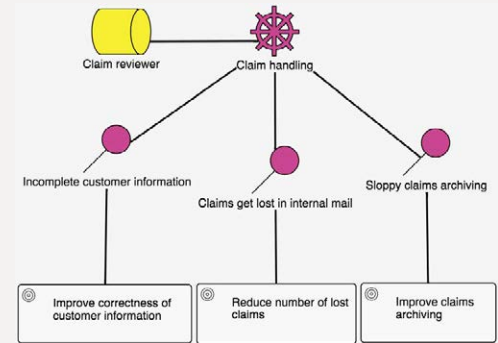 Claim reviewer
Claim handling
Incomplete customer information
Claims get lost in internal mail
Sloppy claims archiving
Improve correctness of
customer information
Reduce number of lost
claims
Improve claims
archiving